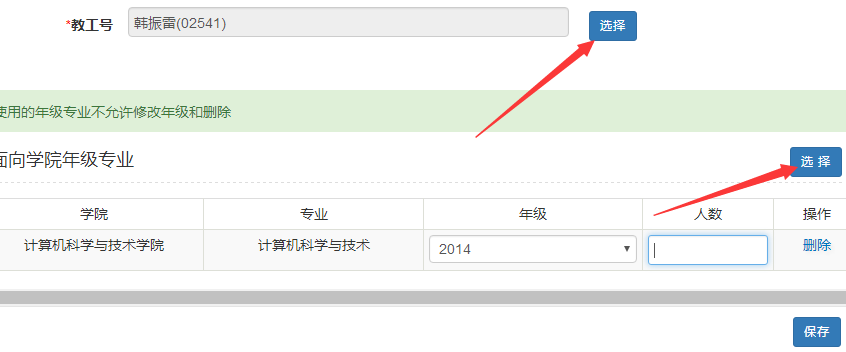 *教工号 韩振雷(02541) 选择
使用的年级专业不允许修改年级和删除
面向学院年级专业 选 择
学院 专业 年级 人数 操作
计算机科学与技术学院 计算机科学与技术 2014 删除
保存